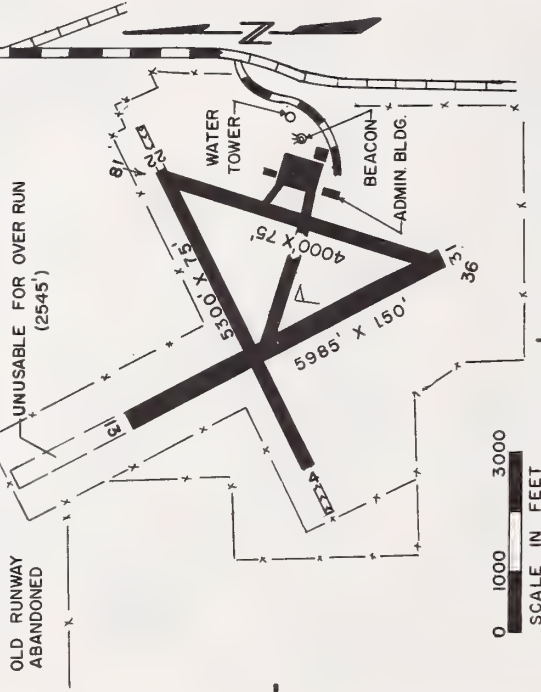 OLD RUNWAY
ABANDONED
UNUSABLE FOR OVER RUN
(2545')
N
18
22
WATER
TOWER
13
5300' X 75'
4000' X 75'
BEACON
ADMIN. BLDG.
5985' X 150'
4
31
36
0 1000 3000
SCALE IN FEET